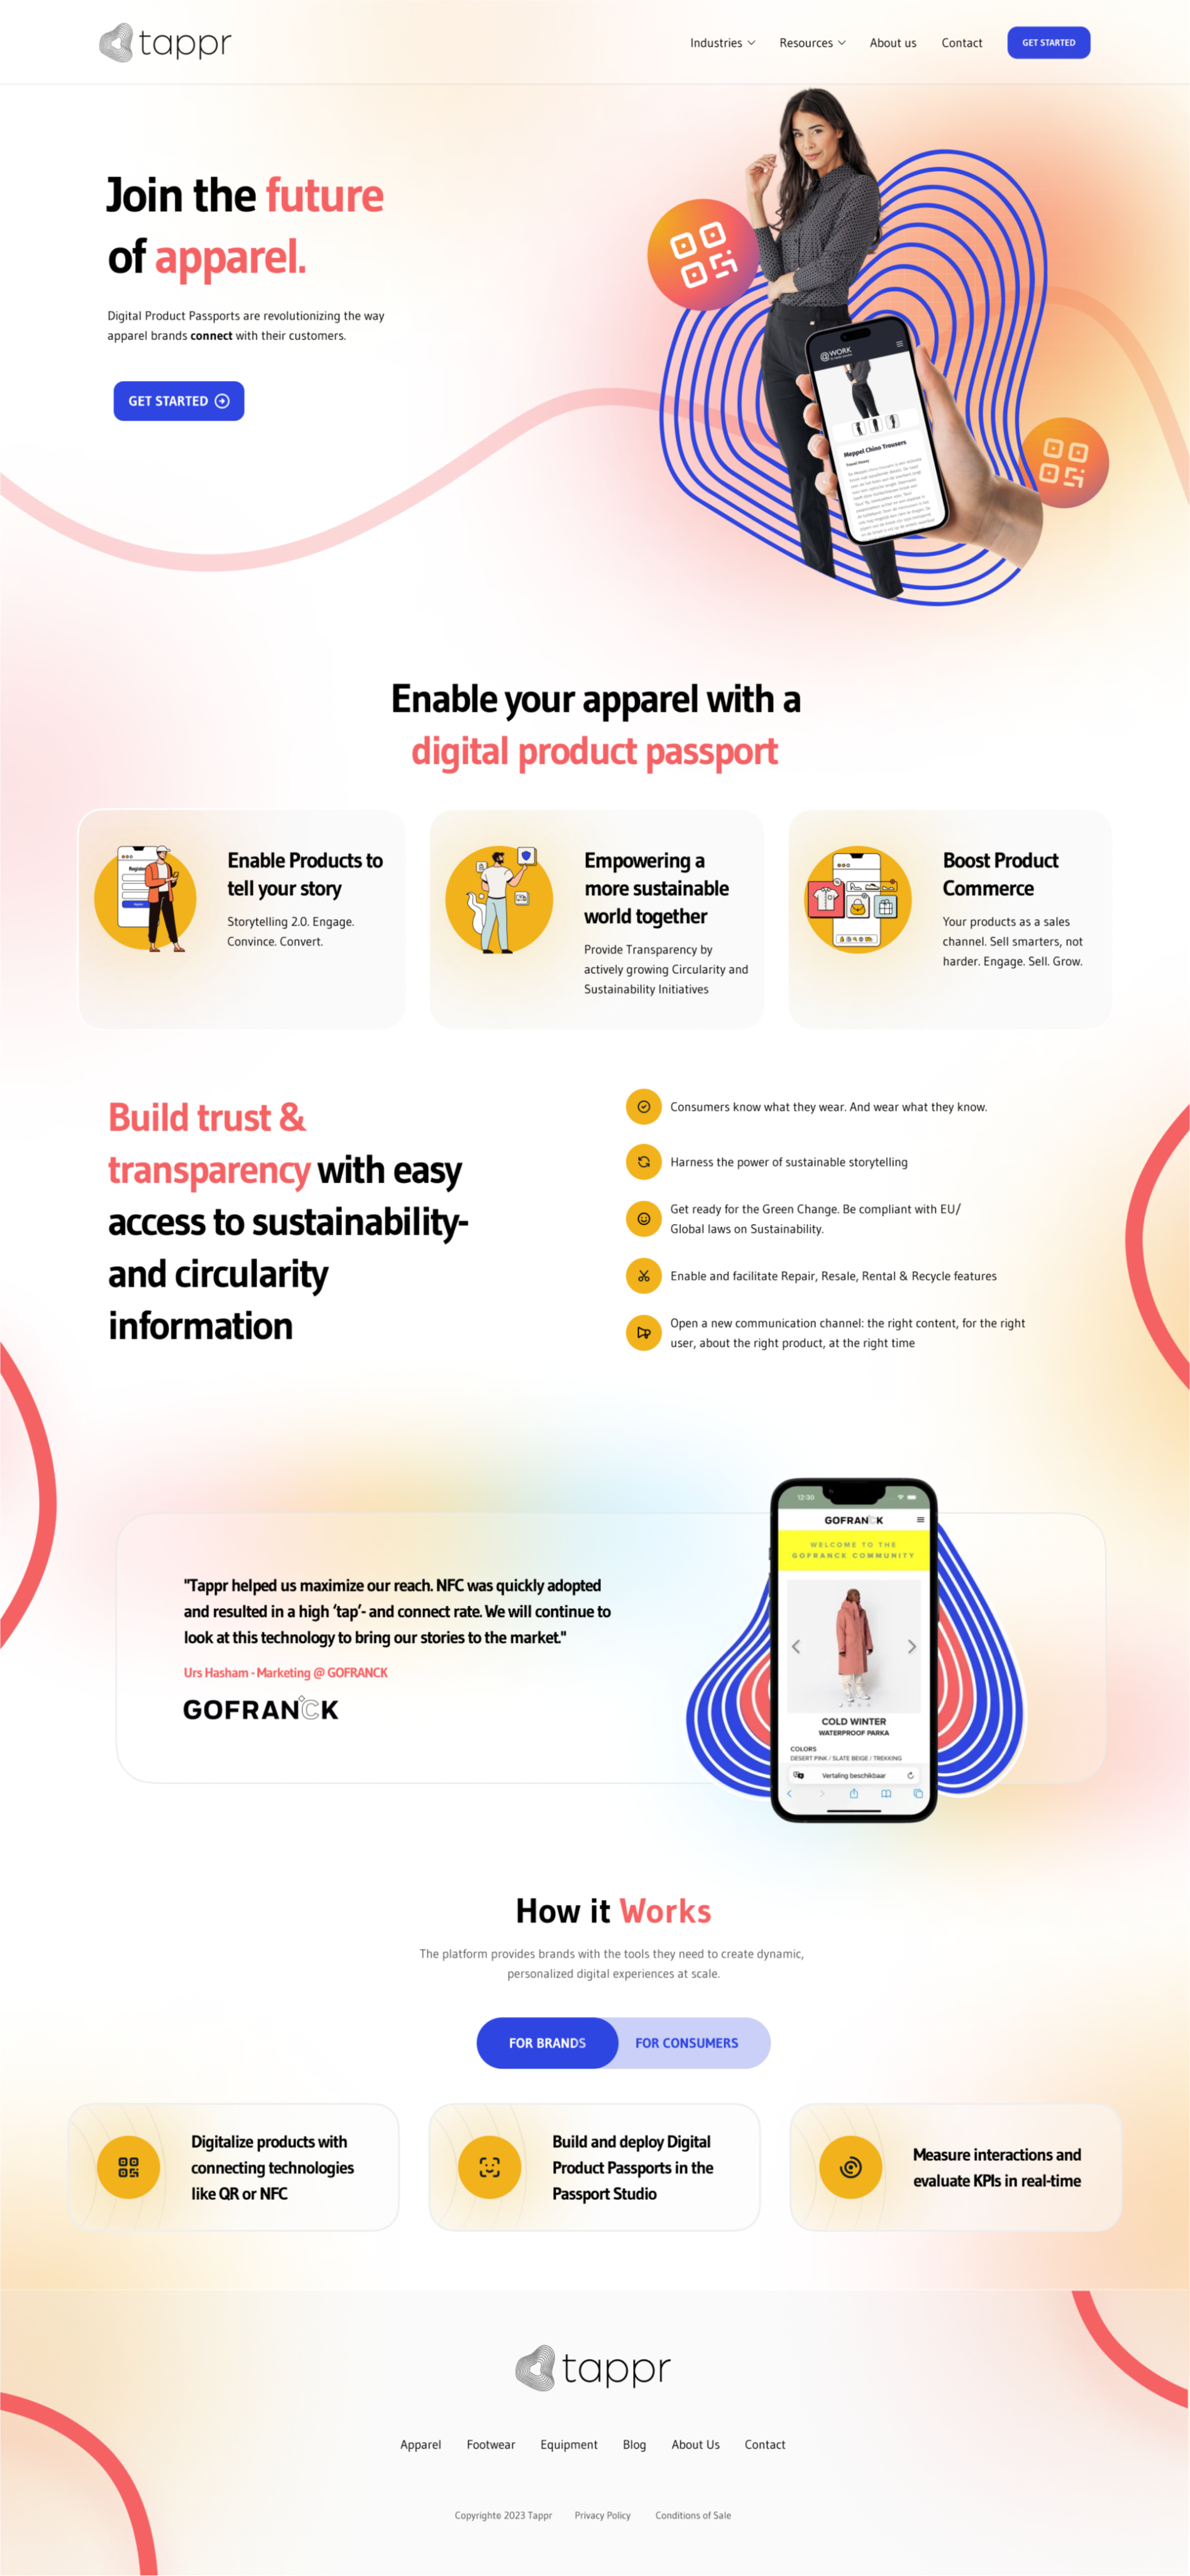 tappr
Industries
Resources
About us
Contact
GET STARTED
Join the future
of apparel.
Digital Product Passports are revolutionizing the way
apparel brands connect with their customers.
GET STARTED
@WORK
Meppel Chino Trousers
Enable your apparel with a
digital product passport
Enable Products to
tell your story
Storytelling 2.0. Engage.
Convince. Convert.
Empowering a
more sustainable
world together
Provide Transparency by
actively growing Circularity and
Sustainability Initiatives
Boost Product
Commerce
Your products as a sales
channel. Sell smarters, not
harder. Engage. Sell. Grow.
Build trust &
transparency with easy
access to sustainability-
and circularity
information
Consumers know what they wear. And wear what they know.
Harness the power of sustainable storytelling
Get ready for the Green Change. Be compliant with EU/
Global laws on Sustainability.
Enable and facilitate Repair, Resale, Rental & Recycle features
Open a new communication channel: the right content, for the right
user, about the right product, at the right time
"Tappr helped us maximize our reach. NFC was quickly adopted
and resulted in a high ‘tap’- and connect rate. We will continue to
look at this technology to bring our stories to the market."
Urs Hasham - Marketing @ GOFRANCK
GOFRANCK
12:30
GOFRANCK
WELCOME TO THE
GOFRANCK COMMUNITY
COLD WINTER
WATERPROOF PARKA
COLORS
DESERT PINK / SLATE BEIGE / TREKKING
Vertaling beschikbaar
How it Works
The platform provides brands with the tools they need to create dynamic,
personalized digital experiences at scale.
FOR BRANDS
FOR CONSUMERS
Digitalize products with
connecting technologies
like QR or NFC
Build and deploy Digital
Product Passports in the
Passport Studio
Measure interactions and
evaluate KPIs in real-time
tappr
Apparel
Footwear
Equipment
Blog
About Us
Contact
Copyright© 2023 Tappr
Privacy Policy
Conditions of Sale